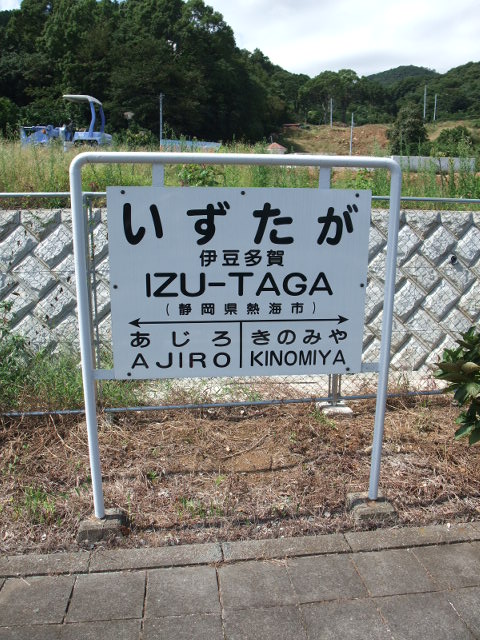 いずたが
伊豆多賀
IZU-TAGA
(静岡県熱海市)
あじろ きのみや
AJIRO KINOMIYA